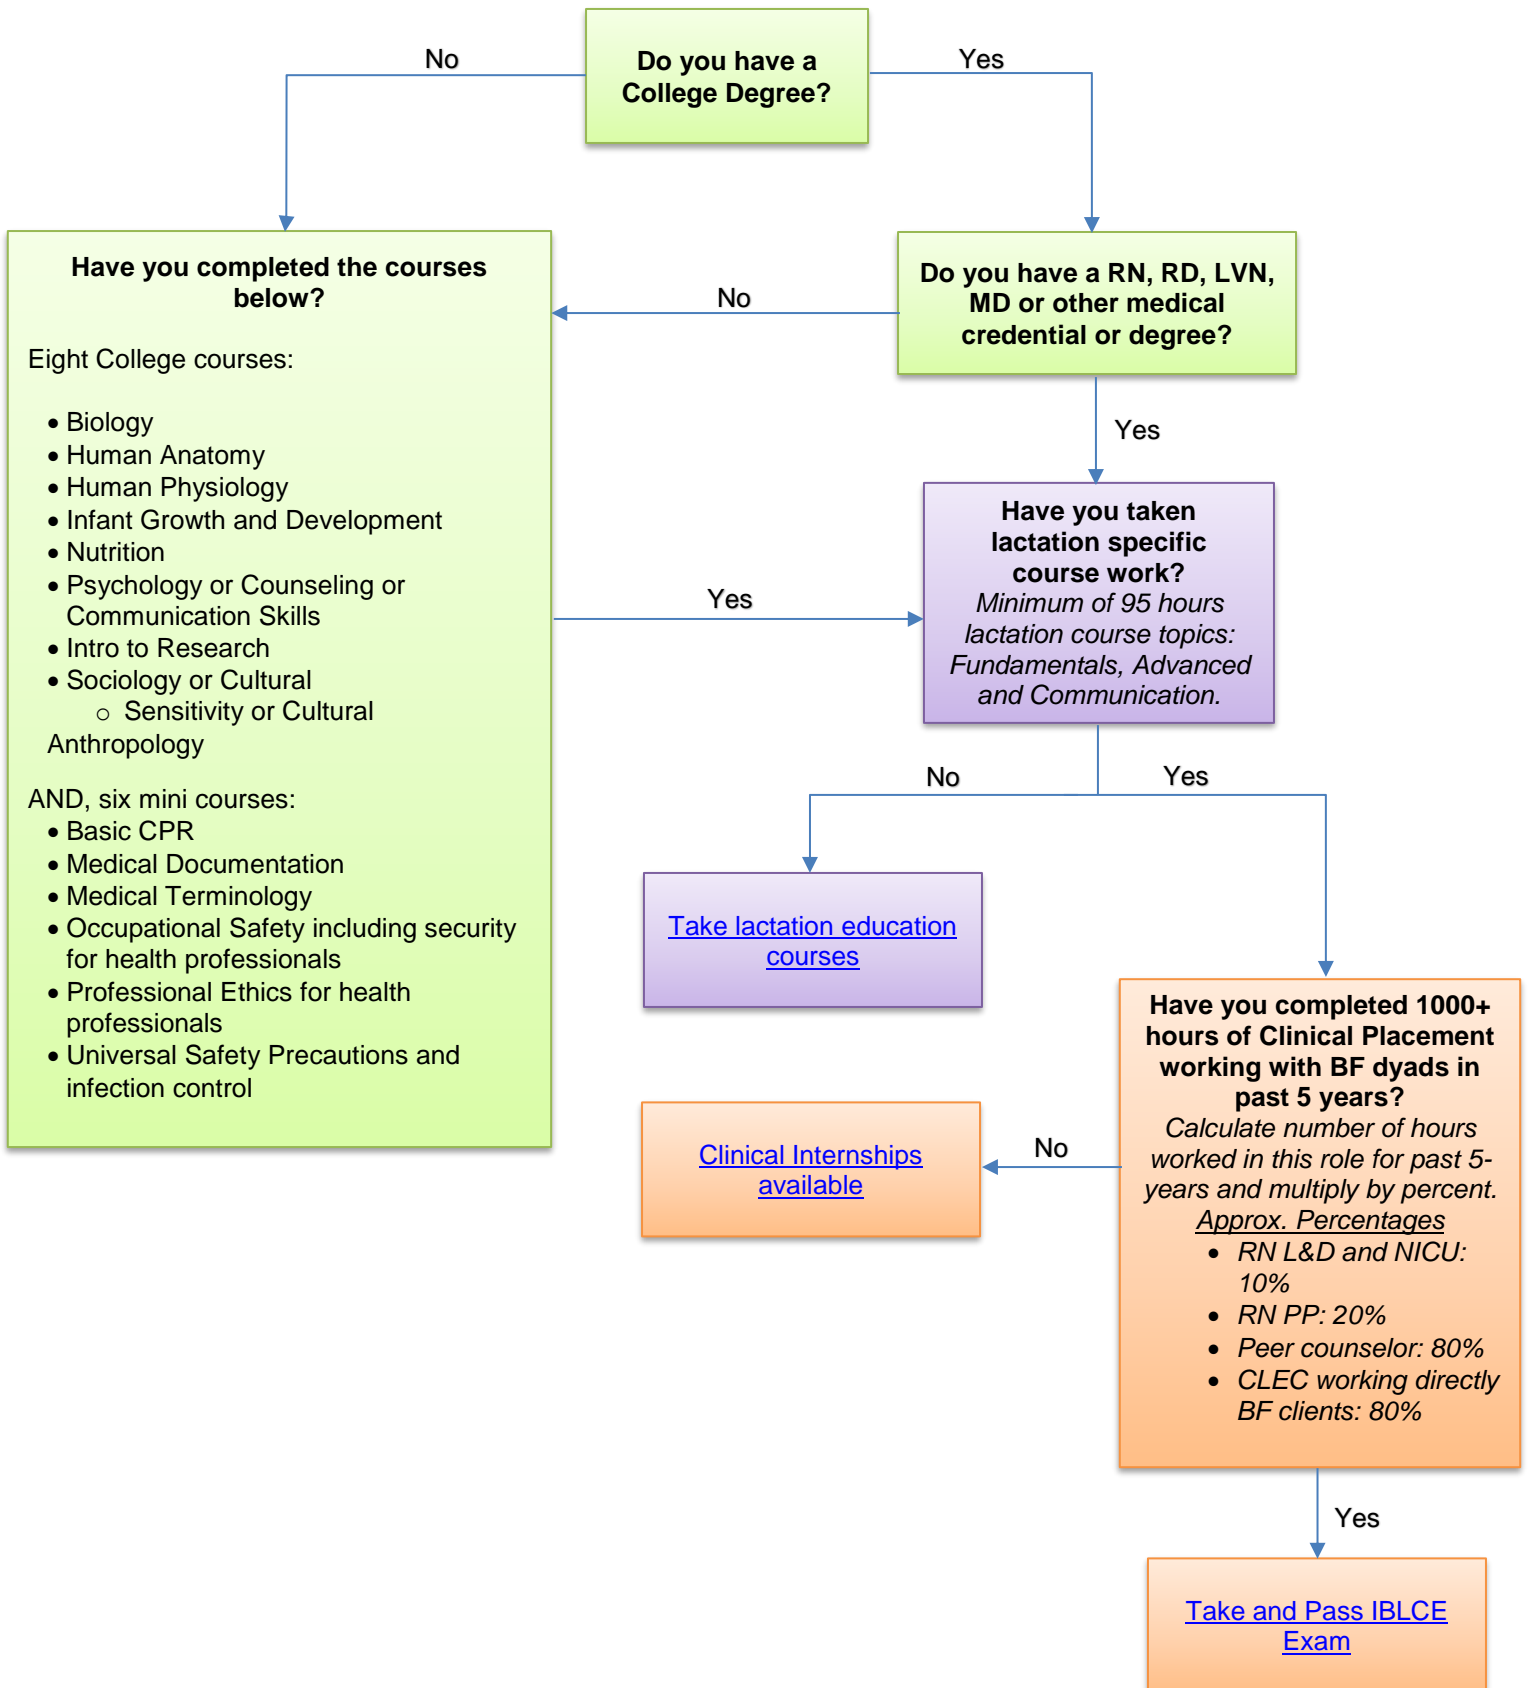 Do you have a
College Degree?
No
Yes
Have you completed the courses
below?
Eight College courses:
• Biology
• Human Anatomy
• Human Physiology
• Infant Growth and Development
• Nutrition
• Psychology or Counseling or
Communication Skills
• Intro to Research
• Sociology or Cultural
o Sensitivity or Cultural
Anthropology
AND, six mini courses:
• Basic CPR
• Medical Documentation
• Medical Terminology
• Occupational Safety including security
for health professionals
• Professional Ethics for health
professionals
• Universal Safety Precautions and
infection control
No
Do you have a RN, RD, LVN,
MD or other medical
credential or degree?
Yes
Yes
Have you taken
lactation specific
course work?
Minimum of 95 hours
lactation course topics:
Fundamentals, Advanced
and Communication.
No
Yes
Take lactation education
courses
Have you completed 1000+
hours of Clinical Placement
working with BF dyads in
past 5 years?
Calculate number of hours
worked in this role for past 5-
years and multiply by percent.
Approx. Percentages
• RN L&D and NICU:
10%
• RN PP: 20%
• Peer counselor: 80%
• CLEC working directly
BF clients: 80%
No
Clinical Internships
available
Yes
Take and Pass IBLCE
Exam